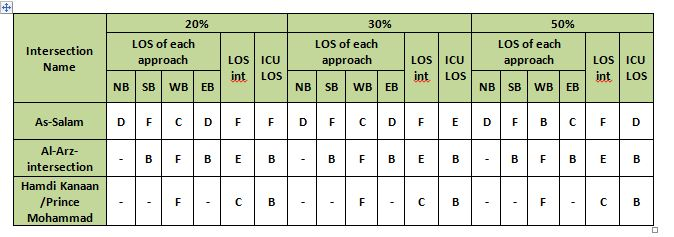 Intersection Name 20% 30% 50%
LOS of each approach LOS int ICU LOS LOS of each approach LOS int ICU LOS LOS of each approach LOS int ICU LOS
NB SB WB EB NB SB WB EB NB SB WB EB
As-Salam D F C D F F D F C D F E D F B C F D
Al-Arz-intersection - B F B E B - B F B E B - B F B E B
Hamdi Kanaan /Prince Mohammad - - F - C B - - F - C B - - F - C B